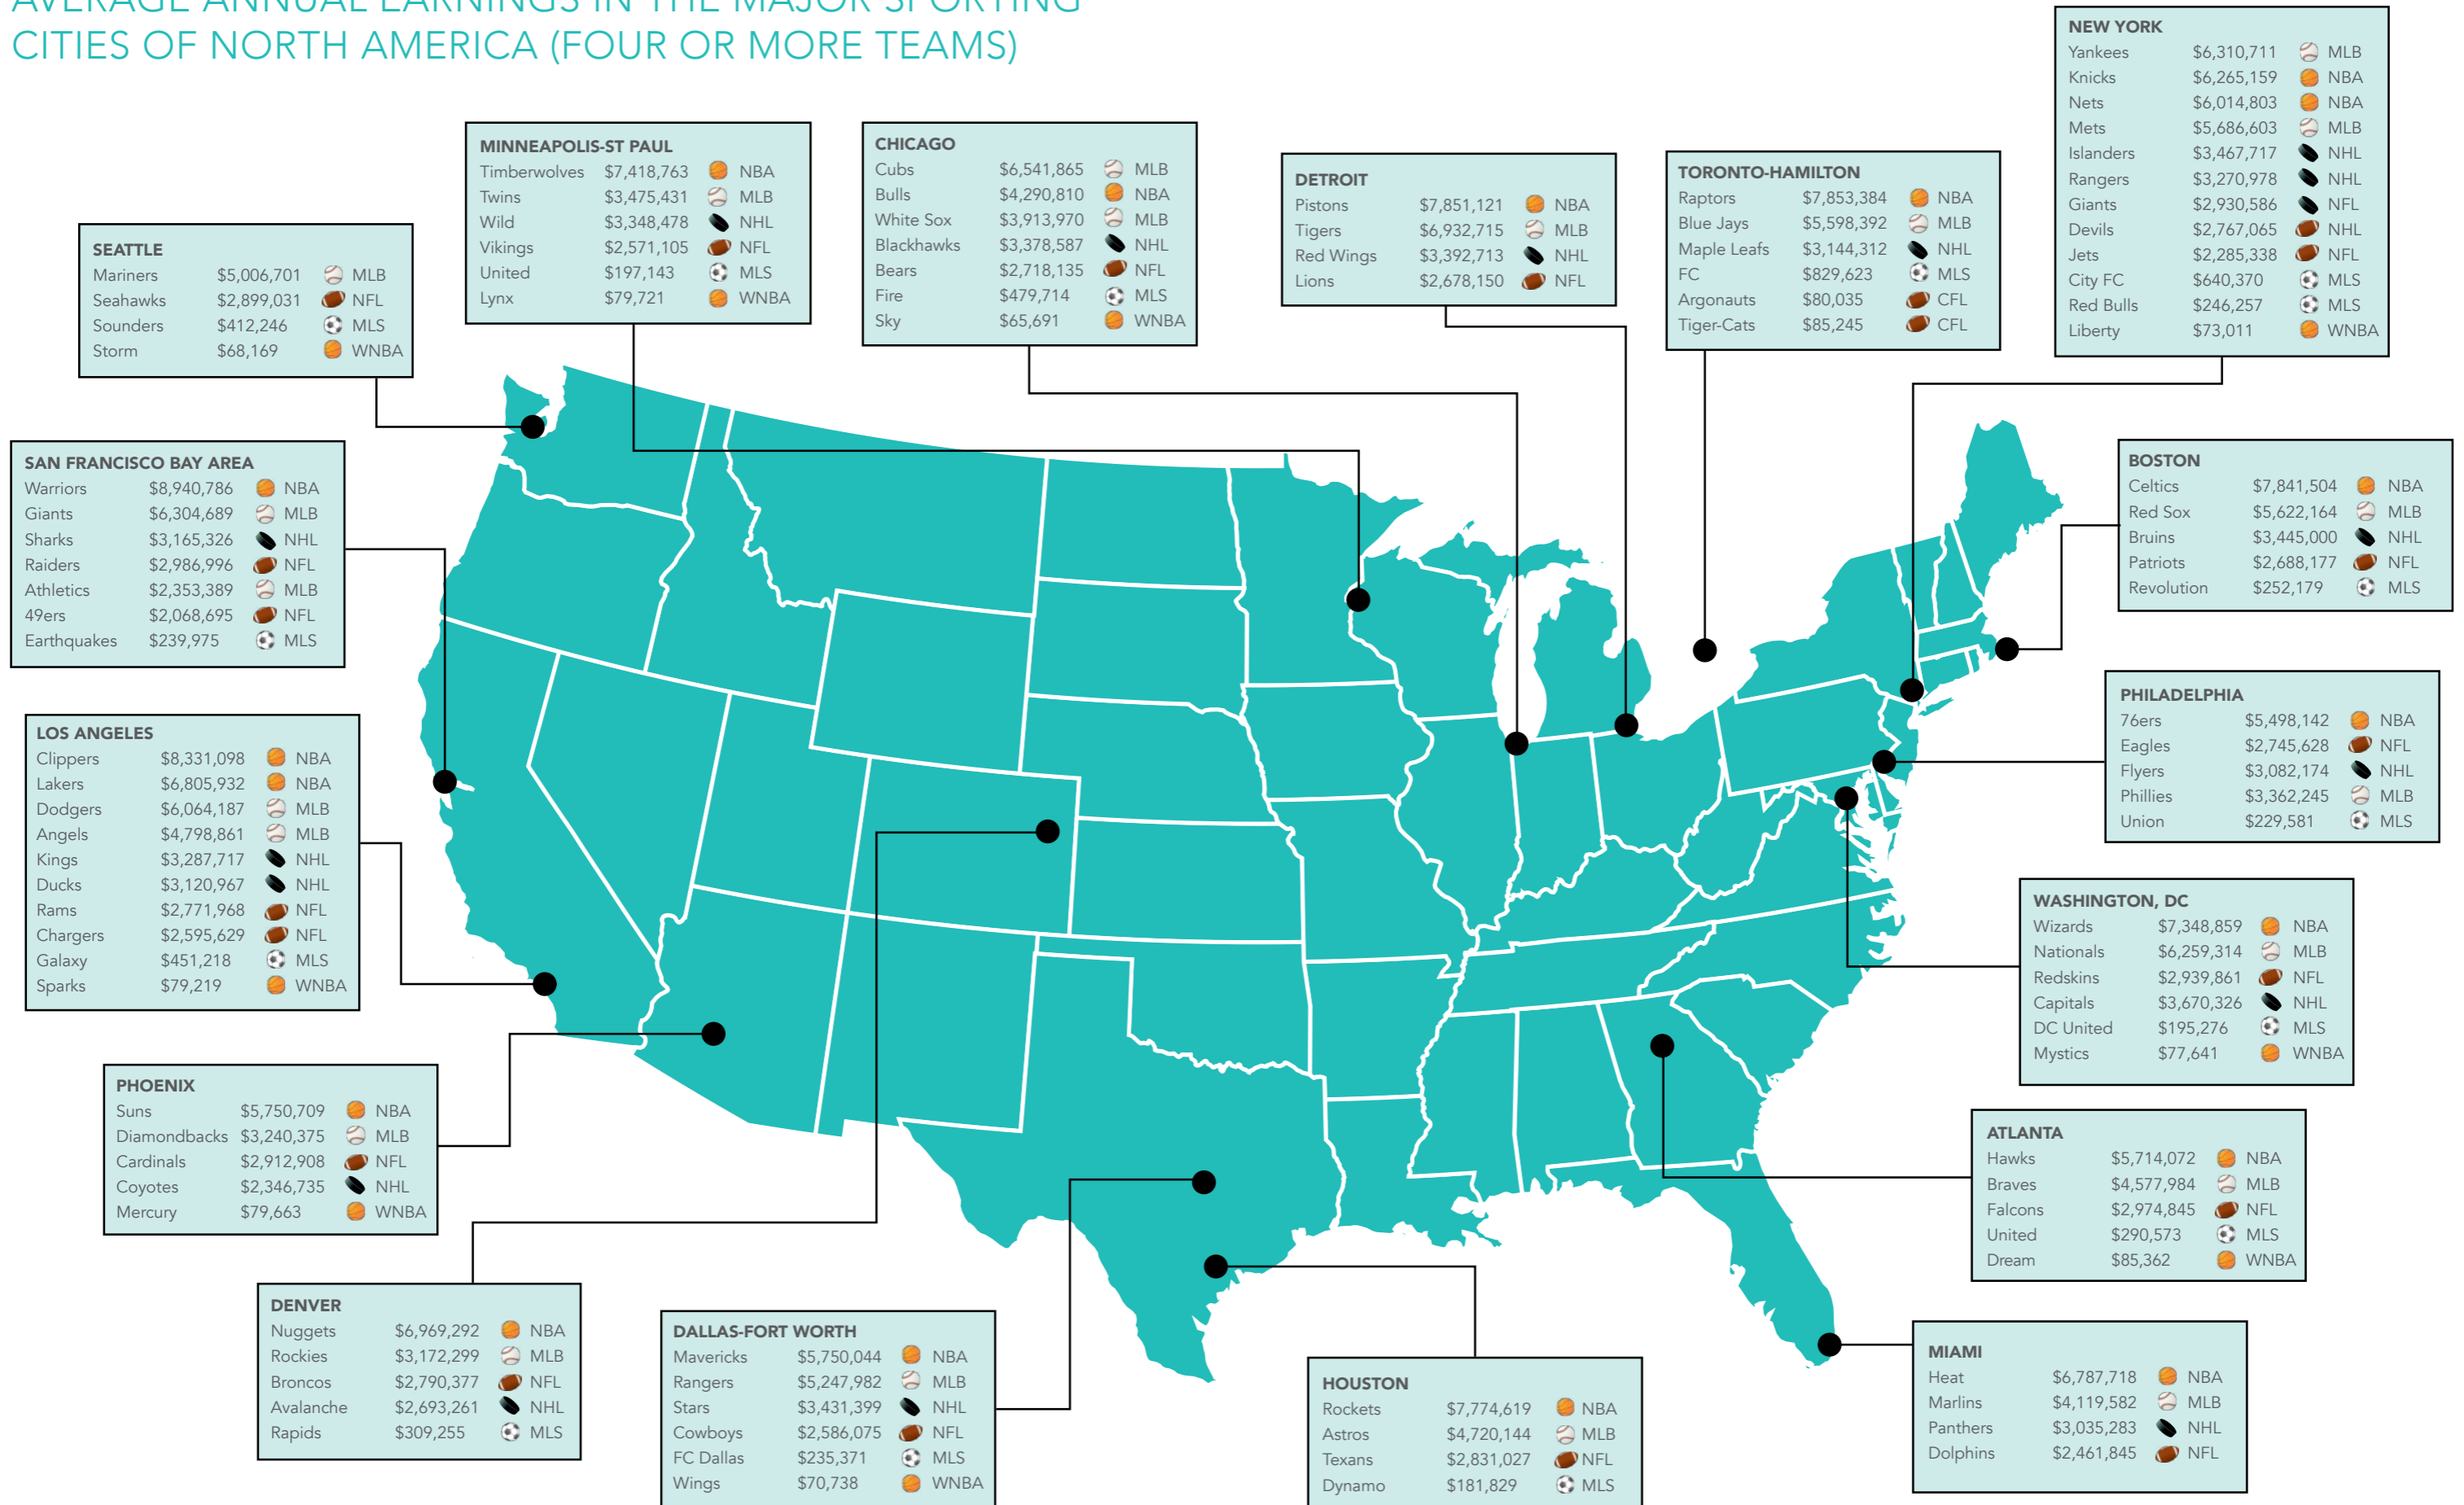 AVERAGE ANNUAL EARNINGS IN THE MAJOR SPORTING
CITIES OF NORTH AMERICA (FOUR OR MORE TEAMS)
NEW YORK
Yankees $6,310,711 MLB
Knicks $6,265,159 NBA
Nets $6,014,803 NBA
Mets $5,686,603 MLB
Islanders $3,467,717 NHL
Rangers $3,270,978 NHL
Giants $2,930,586 NFL
Devils $2,767,065 NHL
Jets $2,285,338 NFL
City FC $640,370 MLS
Red Bulls $246,257 MLS
Liberty $73,011 WNBA
MINNEAPOLIS-ST PAUL
Timberwolves $7,418,763 NBA
Twins $3,475,431 MLB
Wild $3,348,478 NHL
Vikings $2,571,105 NFL
United $197,143 MLS
Lynx $79,721 WNBA
CHICAGO
Cubs $6,541,865 MLB
Bulls $4,290,810 NBA
White Sox $3,913,970 MLB
Blackhawks $3,378,587 NHL
Bears $2,718,135 NFL
Fire $479,714 MLS
Sky $65,691 WNBA
DETROIT
Pistons $7,851,121 NBA
Tigers $6,932,715 MLB
Red Wings $3,392,713 NHL
Lions $2,678,150 NFL
TORONTO-HAMILTON
Raptors $7,853,384 NBA
Blue Jays $5,598,392 MLB
Maple Leafs $3,144,312 NHL
FC $829,623 MLS
Argonauts $80,035 CFL
Tiger-Cats $85,245 CFL
SEATTLE
Mariners $5,006,701 MLB
Seahawks $2,899,031 NFL
Sounders $412,246 MLS
Storm $68,169 WNBA
SAN FRANCISCO BAY AREA
Warriors $8,940,786 NBA
Giants $6,304,689 MLB
Sharks $3,165,326 NHL
Raiders $2,986,996 NFL
Athletics $2,353,389 MLB
49ers $2,068,695 NFL
Earthquakes $239,975 MLS
BOSTON
Celtics $7,841,504 NBA
Red Sox $5,622,164 MLB
Bruins $3,445,000 NHL
Patriots $2,688,177 NFL
Revolution $252,179 MLS
LOS ANGELES
Clippers $8,331,098 NBA
Lakers $6,805,932 NBA
Dodgers $6,064,187 MLB
Angels $4,798,861 MLB
Kings $3,287,717 NHL
Ducks $3,120,967 NHL
Rams $2,771,968 NFL
Chargers $2,595,629 NFL
Galaxy $451,218 MLS
Sparks $79,219 WNBA
PHILADELPHIA
76ers $5,498,142 NBA
Eagles $2,745,628 NFL
Flyers $3,082,174 NHL
Phillies $3,362,245 MLB
Union $229,581 MLS
WASHINGTON, DC
Wizards $7,348,859 NBA
Nationals $6,259,314 MLB
Redskins $2,939,861 NFL
Capitals $3,670,326 NHL
DC United $195,276 MLS
Mystics $77,641 WNBA
PHOENIX
Suns $5,750,709 NBA
Diamondbacks $3,240,375 MLB
Cardinals $2,912,908 NFL
Coyotes $2,346,735 NHL
Mercury $79,663 WNBA
ATLANTA
Hawks $5,714,072 NBA
Braves $4,577,984 MLB
Falcons $2,974,845 NFL
United $290,573 MLS
Dream $85,362 WNBA
DENVER
Nuggets $6,969,292 NBA
Rockies $3,172,299 MLB
Broncos $2,790,377 NFL
Avalanche $2,693,261 NHL
Rapids $309,255 MLS
DALLAS-FORT WORTH
Mavericks $5,750,044 NBA
Rangers $5,247,982 MLB
Stars $3,431,399 NHL
Cowboys $2,586,075 NFL
FC Dallas $235,371 MLS
Wings $70,738 WNBA
HOUSTON
Rockets $7,774,619 NBA
Astros $4,720,144 MLB
Texans $2,831,027 NFL
Dynamo $181,829 MLS
MIAMI
Heat $6,787,718 NBA
Marlins $4,119,582 MLB
Panthers $3,035,283 NHL
Dolphins $2,461,845 NFL